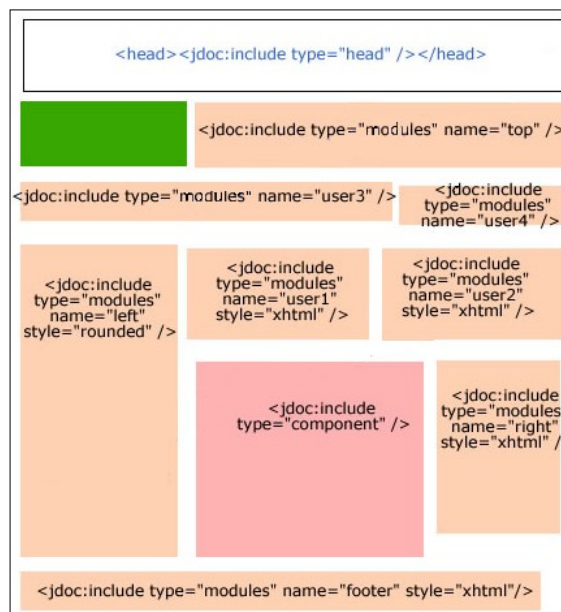 <head><jdoc:include type="head" /></head>
<jdoc:include type="modules" name="top" />
<jdoc:include type="modules" name="user3" />
<jdoc:include
type="modules"
name="user4" />
<jdoc:include
type="modules"
name="left"
style="rounded" />
<jdoc:include
type="modules"
name="user1"
style="xhtml" />
<jdoc:include
type="modules"
name="user2"
style="xhtml" />
<jdoc:include
type="component" />
<jdoc:include
type="modules
name="right"
style="xhtml" /
<jdoc:include type="modules" name="footer" style="xhtml"/>